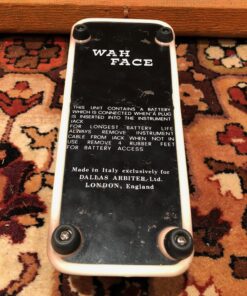 WAH
FACE
THIS UNIT CONTAINS A BATTERY
WHICH IS CONNECTED WHEN A PLUG
IS INSERTED INTO THE INSTRUMENT
JACK
FOR LONGEST BATTERY LIFE
ALWAYS REMOVE INSTRUMENT
CABLE FROM JACK WHEN NOT IN
USE REMOVE 4 RUBBER FEET
FOR BATTERY ACCESS
Made in Italy exclusively for
DALLAS ARBITER, Ltd.
LONDON, England